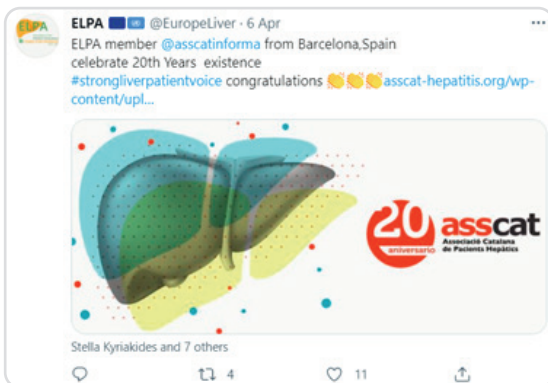 ELPA @EuropeLiver · 6 Apr
ELPA member @asscatinforma from Barcelona,Spain
celebrate 20th Years existence
#strongliverpatientvoice congratulations 👏👏👏asscat-hepatitis.org/wp-
content/upl...
20
aniversario
asscat
Associació Catalana
de Pacients Hepàtics
Stella Kyriakides and 7 others
4 11